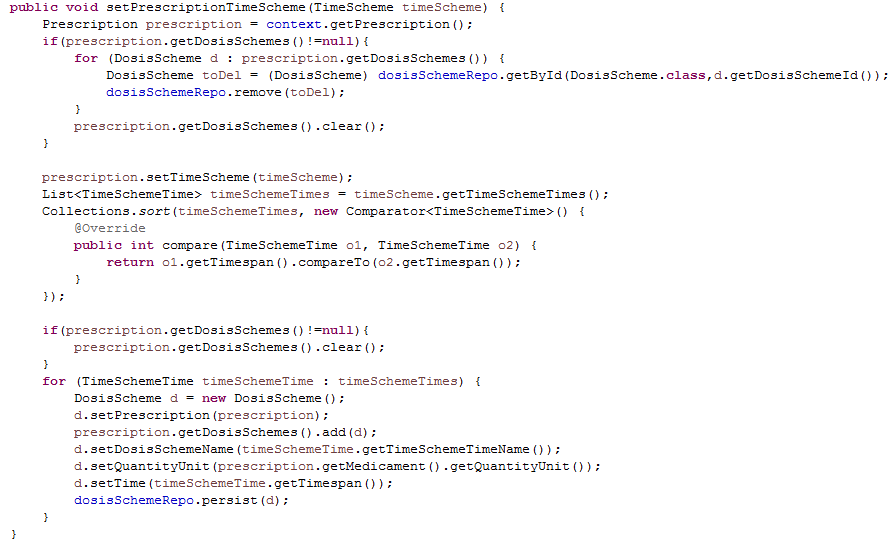 public void setPrescriptionTimeScheme(TimeScheme timeScheme) {
    Prescription prescription = context.getPrescription();
    if(prescription.getDosisSchemes()!=null){
        for (DosisScheme d : prescription.getDosisSchemes()) {
            DosisScheme toDel = (DosisScheme) dosisSchemeRepo.getById(DosisScheme.class,d.getDosisSchemeId());
            dosisSchemeRepo.remove(toDel);
        }
        prescription.getDosisSchemes().clear();
    }

    prescription.setTimeScheme(timeScheme);
    List<TimeSchemeTime> timeSchemeTimes = timeScheme.getTimeSchemeTimes();
    Collections.sort(timeSchemeTimes, new Comparator<TimeSchemeTime>() {
        @Override
        public int compare(TimeSchemeTime o1, TimeSchemeTime o2) {
            return o1.getTimespan().compareTo(o2.getTimespan());
        }
    });

    if(prescription.getDosisSchemes()!=null){
        prescription.getDosisSchemes().clear();
    }
    for (TimeSchemeTime timeSchemeTime : timeSchemeTimes) {
        DosisScheme d = new DosisScheme();
        d.setPrescription(prescription);
        prescription.getDosisSchemes().add(d);
        d.setDosisSchemeName(timeSchemeTime.getTimeSchemeTimeName());
        d.setQuantityUnit(prescription.getMedicament().getQuantityUnit());
        d.setTime(timeSchemeTime.getTimespan());
        dosisSchemeRepo.persist(d);
    }
}